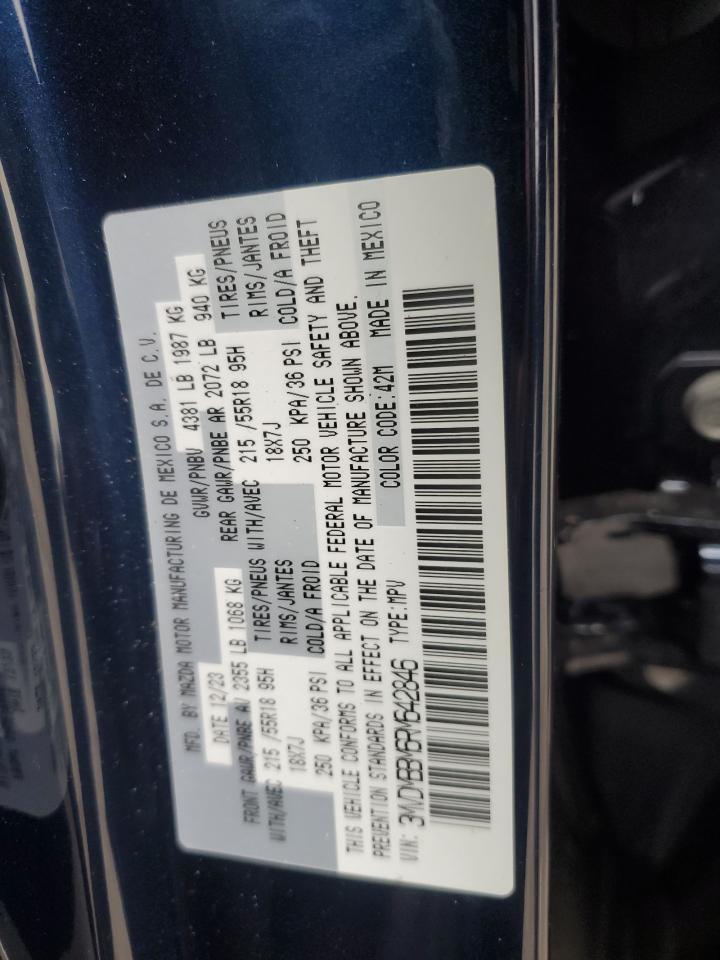 MFD. BY MAZDA MOTOR MANUFACTURING DE MEXICO S.A. DE C.V.
DATE 12/23 GVWR/PNBV 4381 LB 1987 KG
FRONT GAWR/PNBE AV 2355 LB 1068 KG REAR GAWR/PNBE AR 2072 LB 940 KG
WITH/AVEC 215 /55R18 95H TIRES/PNEUS WITH/AVEC 215 /55R18 95H TIRES/PNEUS
18X7J RIMS/JANTES 18X7J RIMS/JANTES
250 KPA/36 PSI COLD/A FROID 250 KPA/36 PSI COLD/A FROID
THIS VEHICLE CONFORMS TO ALL APPLICABLE FEDERAL MOTOR VEHICLE SAFETY AND THEFT
PREVENTION STANDARDS IN EFFECT ON THE DATE OF MANUFACTURE SHOWN ABOVE.
VIN: 3MVDMBBM6RM642846 TYPE:MPV COLOR CODE:42M MADE IN MEXICO